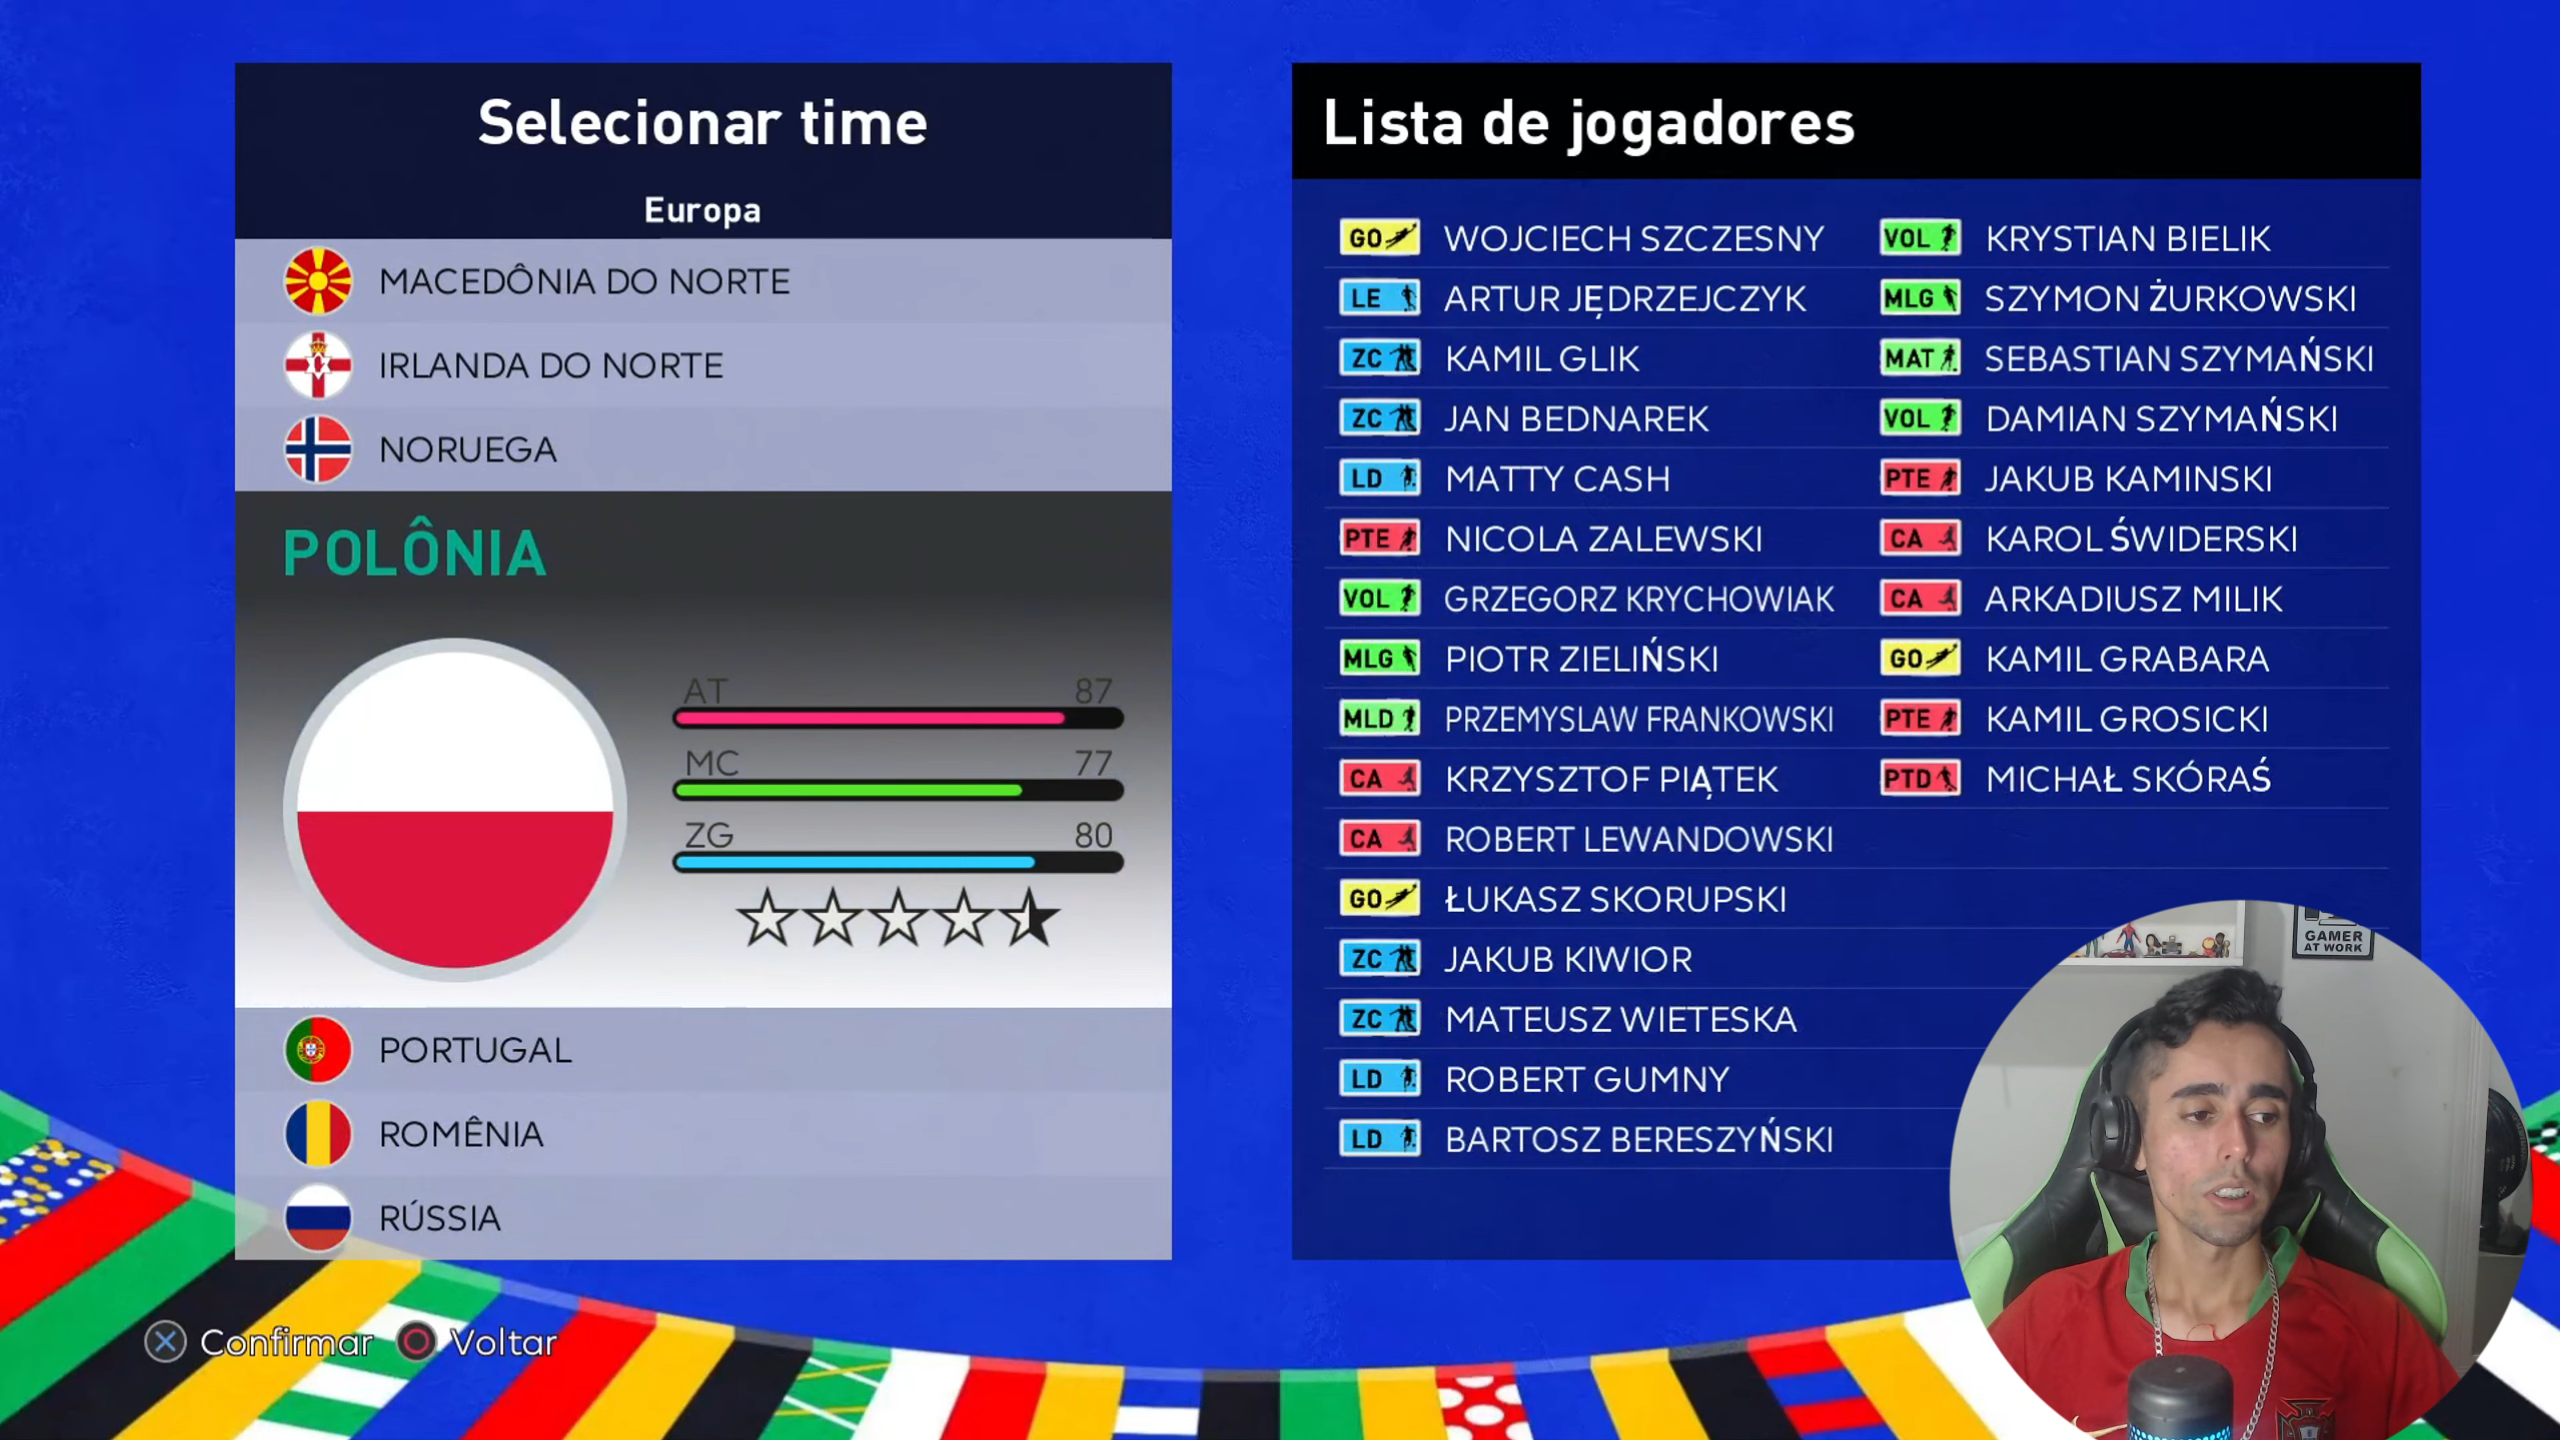 Selecionar time
Europa
MACEDÔNIA DO NORTE
IRLANDA DO NORTE
NORUEGA
POLÔNIA
AT 87
MC 77
ZG 80
PORTUGAL
ROMÊNIA
RÚSSIA
Confirmar Voltar
Lista de jogadores
GO WOJCIECH SZCZESNY
LE ARTUR JĘDRZEJCZYK
ZC KAMIL GLIK
ZC JAN BEDNAREK
LD MATTY CASH
PTE NICOLA ZALEWSKI
VOL GRZEGORZ KRYCHOWIAK
MLG PIOTR ZIELIŃSKI
MLD PRZEMYSLAW FRANKOWSKI
CA KRZYSZTOF PIĄTEK
CA ROBERT LEWANDOWSKI
GO ŁUKASZ SKORUPSKI
ZC JAKUB KIWIOR
ZC MATEUSZ WIETESKA
LD ROBERT GUMNY
LD BARTOSZ BERESZYŃSKI
VOL KRYSTIAN BIELIK
MLG SZYMON ŻURKOWSKI
MAT SEBASTIAN SZYMAŃSKI
VOL DAMIAN SZYMAŃSKI
PTE JAKUB KAMINSKI
CA KAROL ŚWIDERSKI
CA ARKADIUSZ MILIK
GO KAMIL GRABARA
PTE KAMIL GROSICKI
PTD MICHAŁ SKÓRAŚ
GAMER
AT WORK